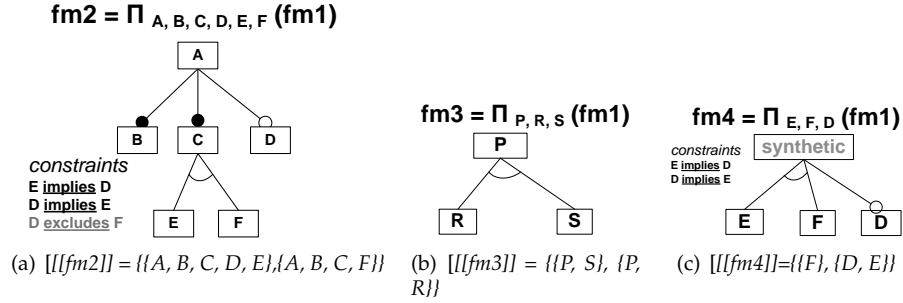 fm2 = Π A, B, C, D, E, F (fm1)
A
B
C
D
constraints
E implies D
D implies E
D excludes F
E
F
(a) [[[fm2]] = {{A, B, C, D, E},{A, B, C, F}}
fm3 = Π P, R, S (fm1)
P
R
S
(b) [[[fm3]] = {{P, S}, {P,
R}}
fm4 = Π E, F, D (fm1)
constraints
E implies D
D implies E
synthetic
E
F
D
(c) [[[fm4]]={{F}, {D, E}}